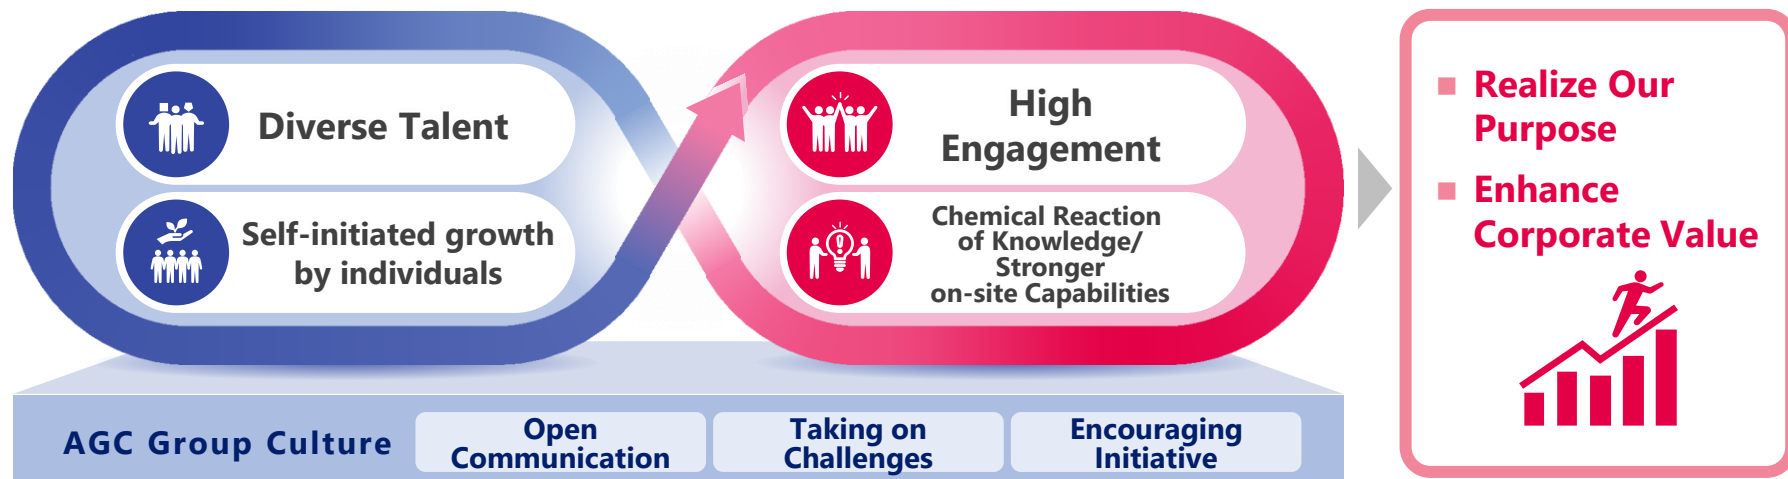 Diverse Talent
Self-initiated growth
by individuals
High
Engagement
Chemical Reaction
of Knowledge/
Stronger
on-site Capabilities
Realize Our
Purpose
Enhance
Corporate Value
AGC Group Culture
Open
Communication
Taking on
Challenges
Encouraging
Initiative